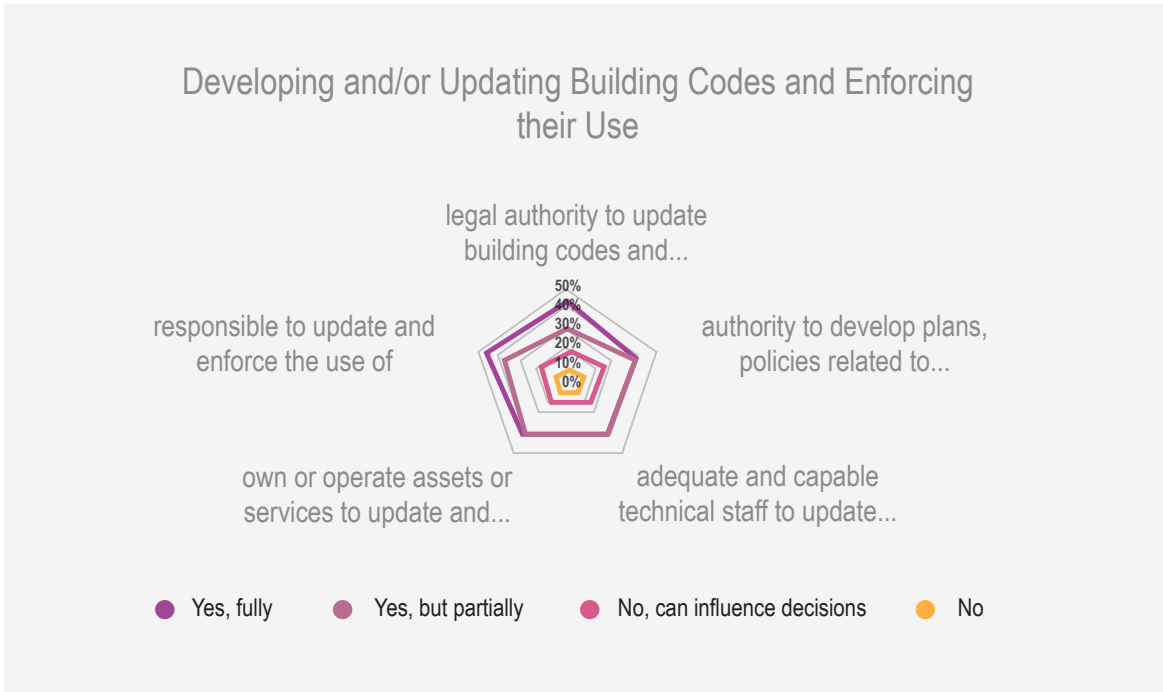 Developing and/or Updating Building Codes and Enforcing
their Use
legal authority to update
building codes and...
50%
40%
30%
20%
10%
0%
responsible to update and
enforce the use of
authority to develop plans,
policies related to...
own or operate assets or
services to update and...
adequate and capable
technical staff to update...
Yes, fully
Yes, but partially
No, can influence decisions
No